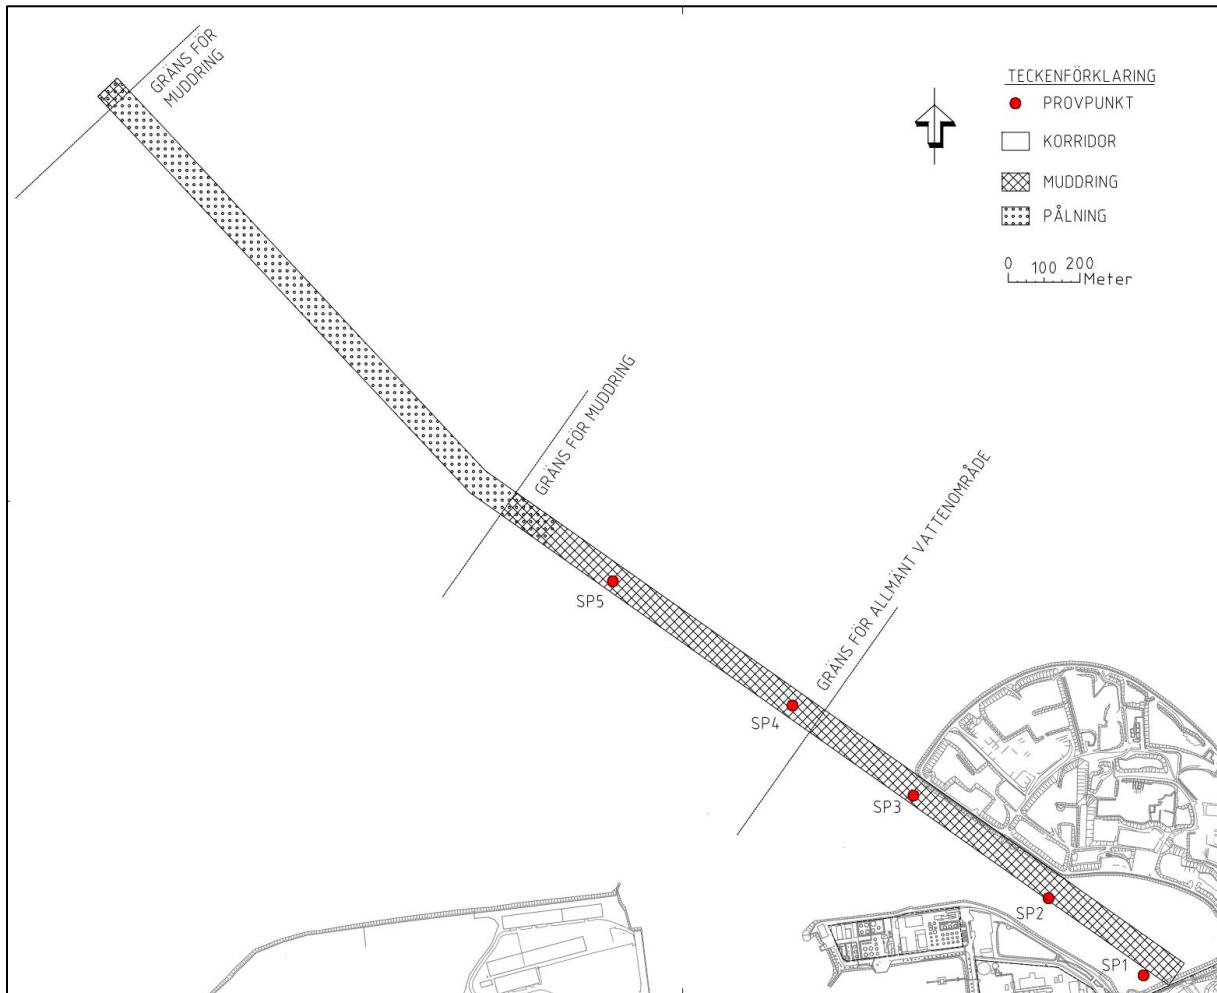 GRÄNS FÖR
MUDDRING
TECKENFÖRKLARING
PROVPUNKT
KORRIDOR
MUDDRING
PÅLNING
0 100 200
Meter
GRÄNS FÖR MUDDRING
GRÄNS FÖR ALLMÄNT VATTENOMRÅDE
SP5
SP4
SP3
SP2
SP1